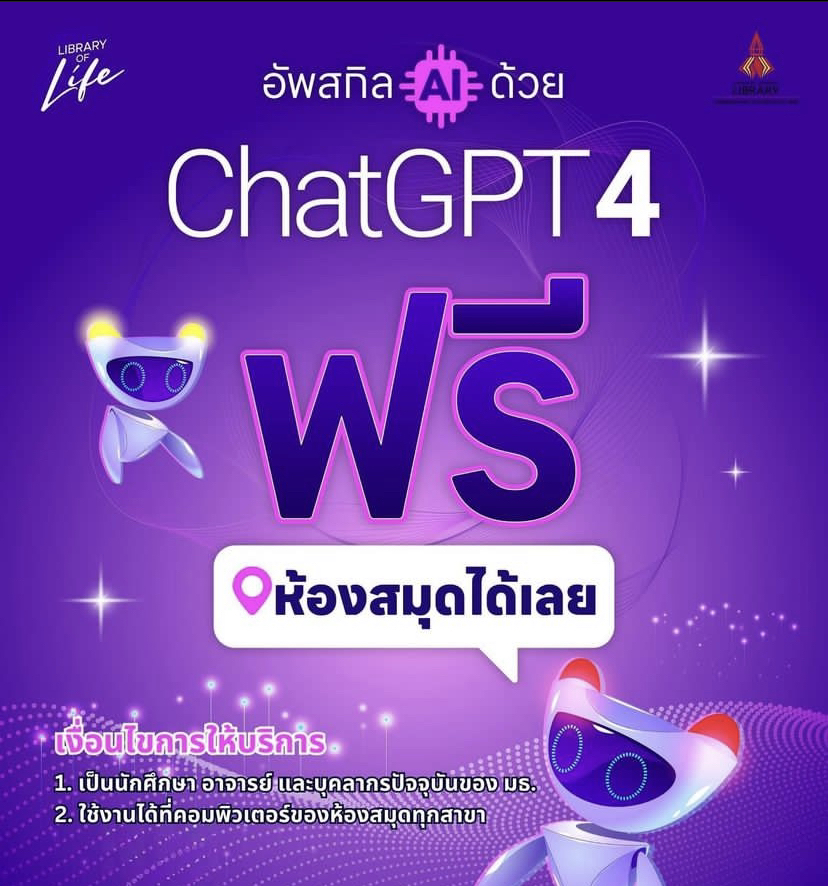 LIBRARY
OF
Life
LIBRARY
อัพสกิล AI ด้วย
ChatGPT 4
ฟรี
ห้องสมุดได้เลย
เงื่อนไขการให้บริการ
1. เป็นนักศึกษา อาจารย์ และบุคลากรปัจจุบันของ มธ.
2. ใช้งานได้ที่คอมพิวเตอร์ของห้องสมุดทุกสาขา